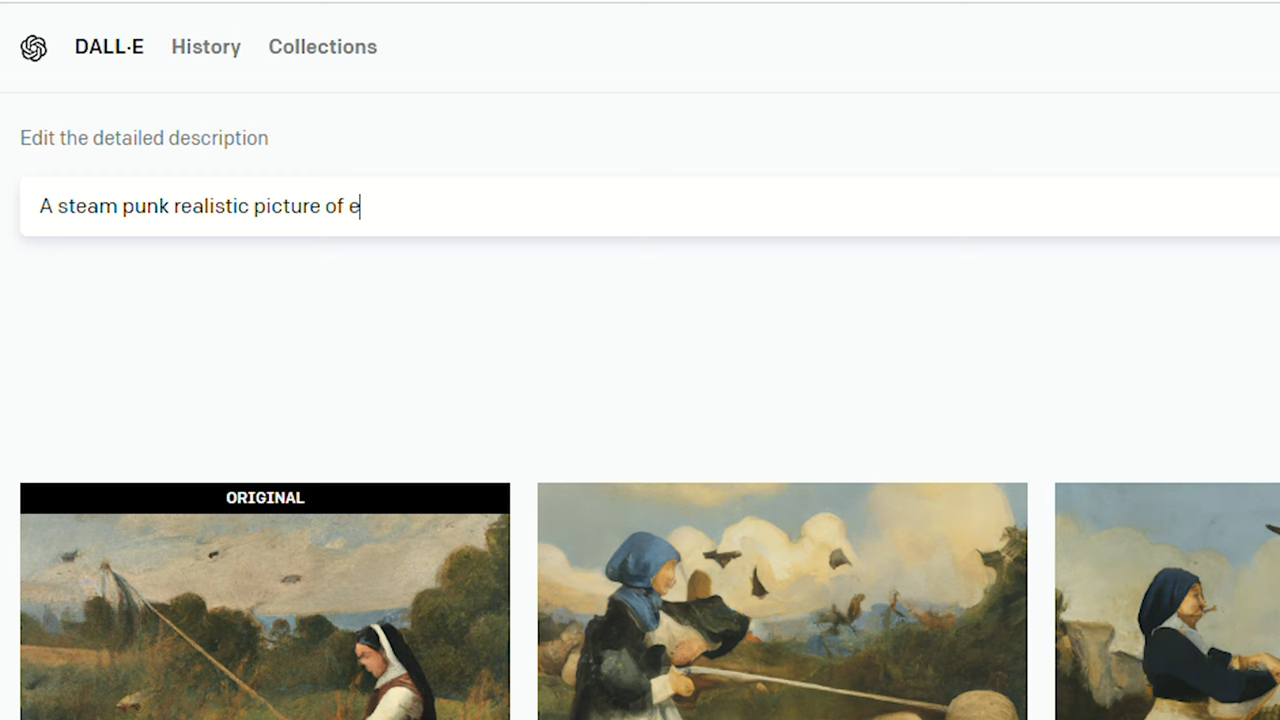 DALL·E History Collections
Edit the detailed description
A steam punk realistic picture of e
ORIGINAL